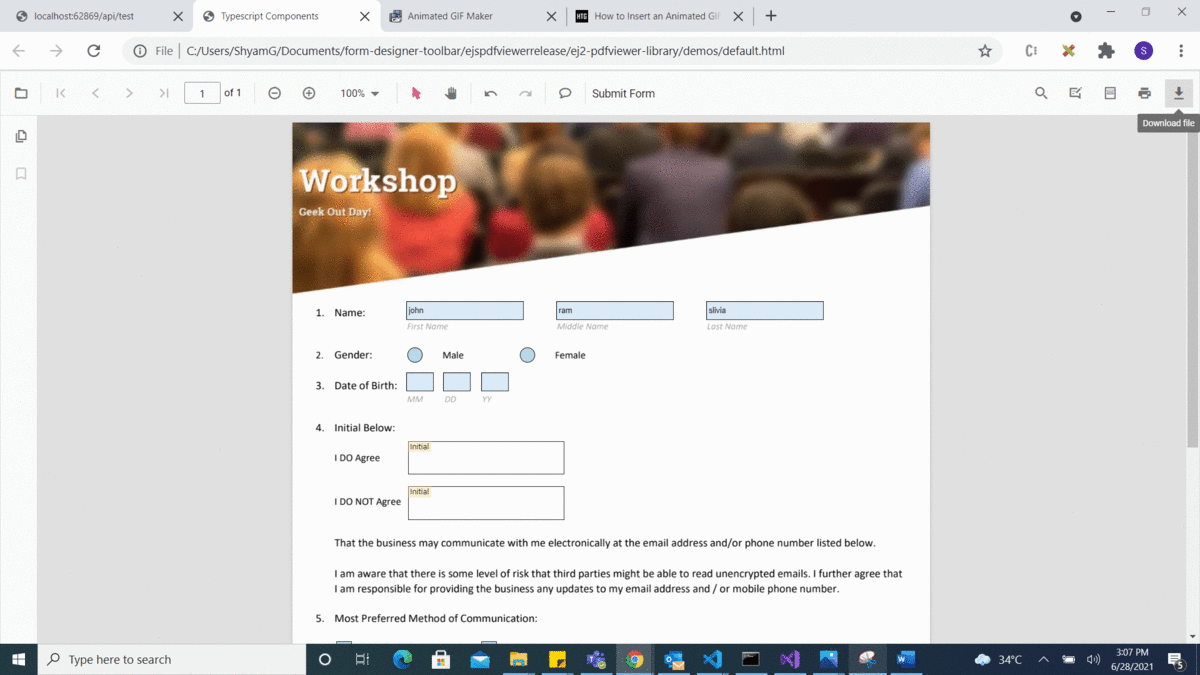 localhost:62869/api/test
Typescript Components
Animated GIF Maker
HTG How to Insert an Animated GIF
File C:/Users/ShyamG/Documents/form-designer-toolbar/ejspdfviewerrelease/ej2-pdfviewer-library/demos/default.html
S
1 of 1 100% Submit Form
Download file
Workshop
Geek Out Day!
1. Name: john ram slivia
First Name Middle Name Last Name
2. Gender: Male Female
3. Date of Birth:
MM DD YY
4. Initial Below:
Initial
I DO Agree
Initial
I DO NOT Agree
That the business may communicate with me electronically at the email address and/or phone number listed below.
I am aware that there is some level of risk that third parties might be able to read unencrypted emails. I further agree that
I am responsible for providing the business any updates to my email address and / or mobile phone number.
5. Most Preferred Method of Communication:
Type here to search
34°C
3:07 PM
6/28/2021
5